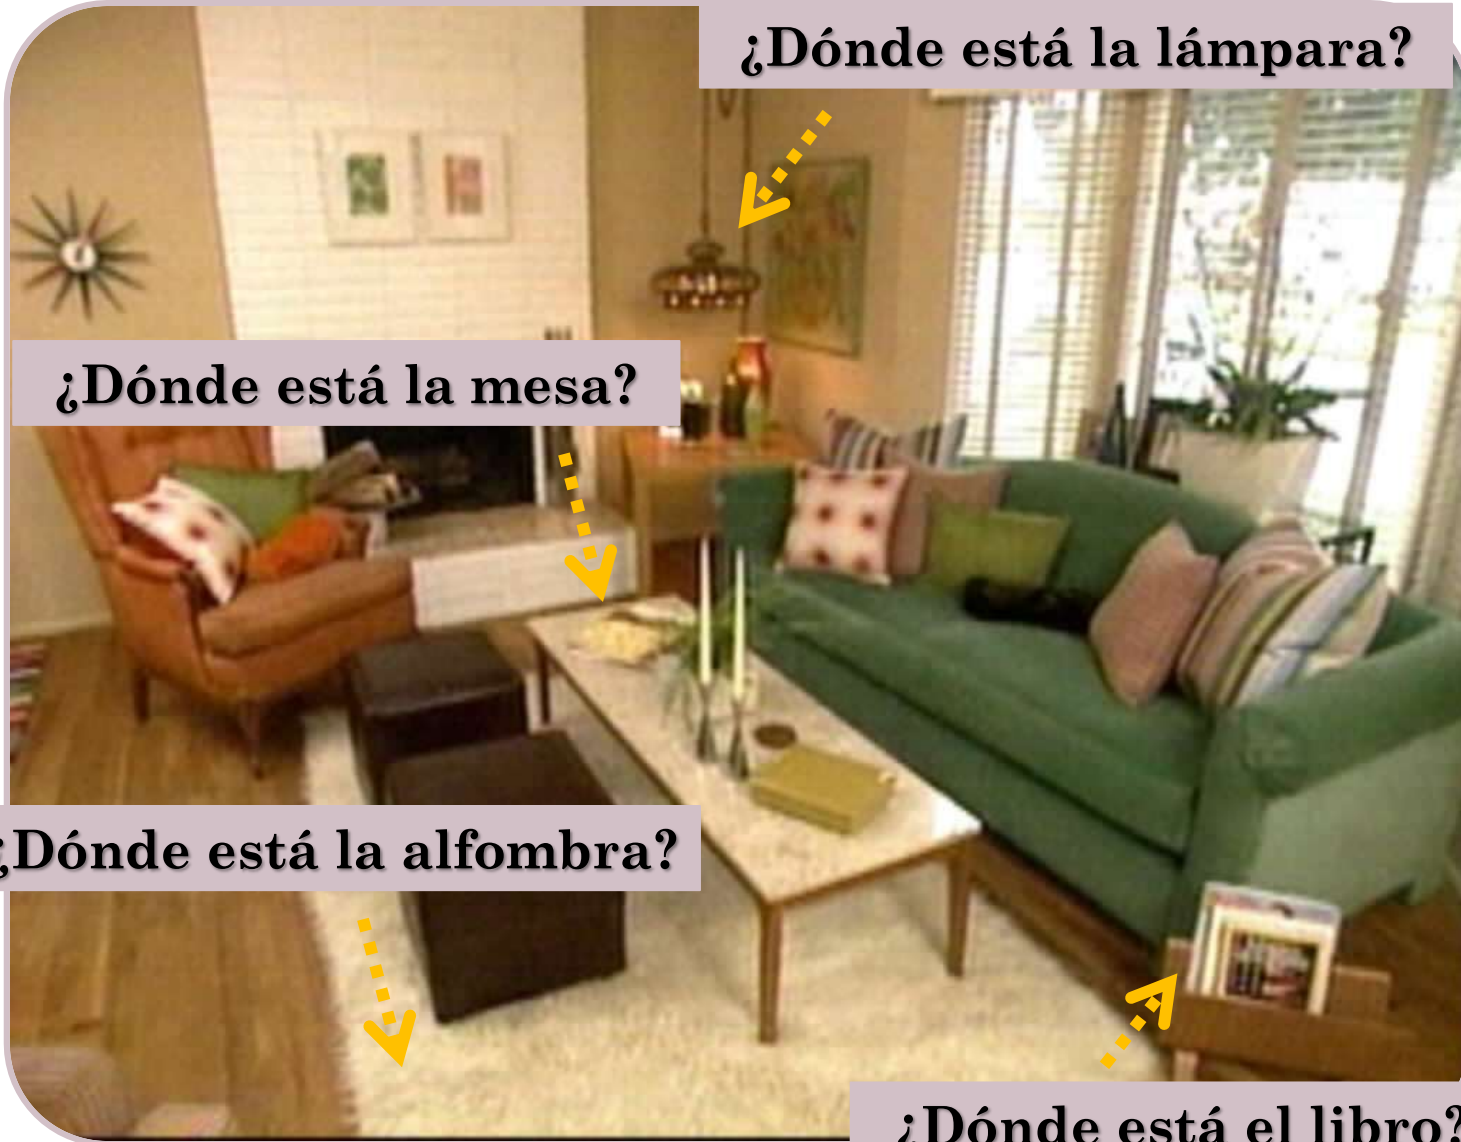 ¿Dónde está la lámpara?
¿Dónde está la mesa?
¿Dónde está la alfombra?
¿Dónde está el libro?